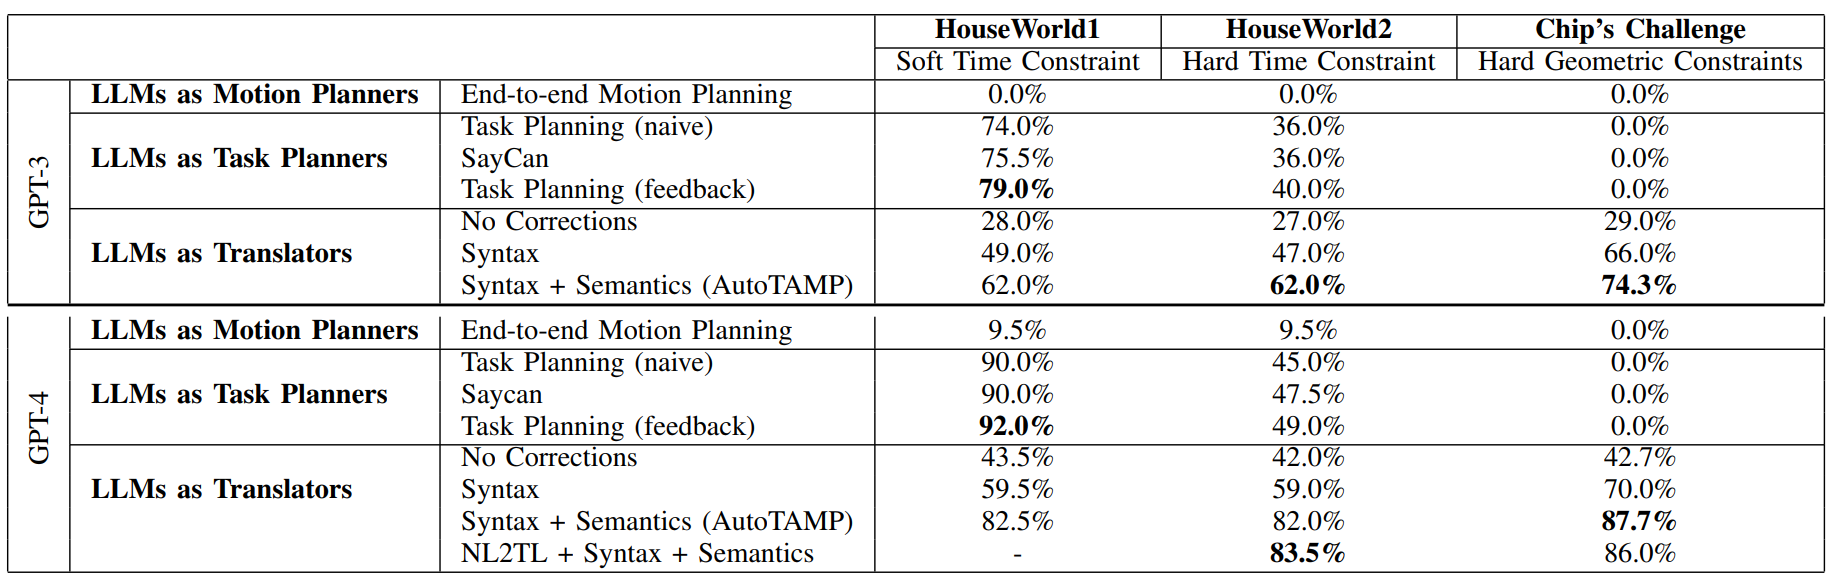 HouseWorld1 HouseWorld2 Chip's Challenge
Soft Time Constraint Hard Time Constraint Hard Geometric Constraints
GPT-3
LLMs as Motion Planners End-to-end Motion Planning 0.0% 0.0% 0.0%
Task Planning (naive) 74.0% 36.0% 0.0%
LLMs as Task Planners SayCan 75.5% 36.0% 0.0%
Task Planning (feedback) 79.0% 40.0% 0.0%
No Corrections 28.0% 27.0% 29.0%
LLMs as Translators Syntax 49.0% 47.0% 66.0%
Syntax + Semantics (AutoTAMP) 62.0% 62.0% 74.3%
GPT-4
LLMs as Motion Planners End-to-end Motion Planning 9.5% 9.5% 0.0%
Task Planning (naive) 90.0% 45.0% 0.0%
LLMs as Task Planners Saycan 90.0% 47.5% 0.0%
Task Planning (feedback) 92.0% 49.0% 0.0%
No Corrections 43.5% 42.0% 42.7%
LLMs as Translators Syntax 59.5% 59.0% 70.0%
Syntax + Semantics (AutoTAMP) 82.5% 82.0% 87.7%
NL2TL + Syntax + Semantics - 83.5% 86.0%